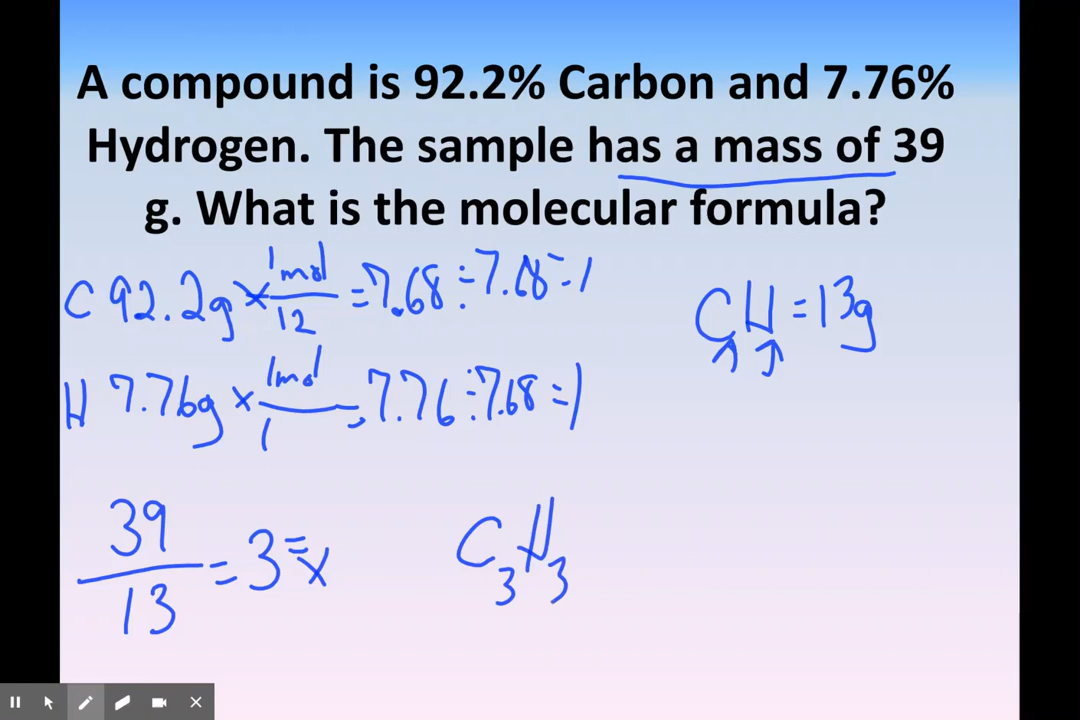 A compound is 92.2% Carbon and 7.76%
Hydrogen. The sample has a mass of 39
g. What is the molecular formula?
C 92.2g × 1mol/12 = 7.68 ÷ 7.68 = 1
CH = 13g
H 7.76g × 1mol/1 = 7.76 ÷ 7.68 = 1
39/13 = 3 = x
C₃H₃